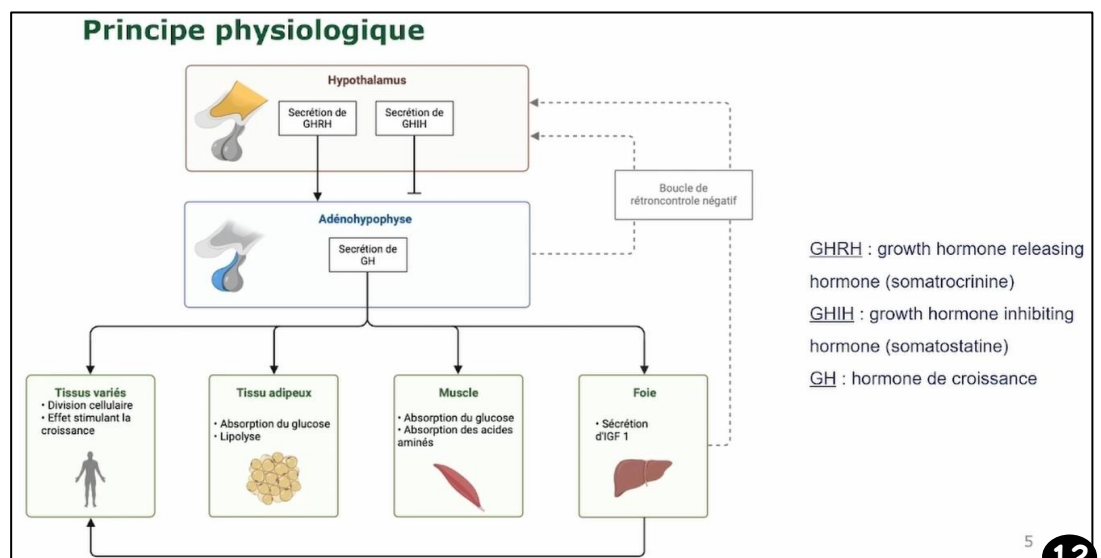 Principe physiologique
Hypothalamus
Secrétion de
GHRH
Secrétion de
GHIH
Boucle de
rétroncontrole négatif
Adénohypophyse
Secrétion de
GH
GHRH : growth hormone releasing
hormone (somatrocrinine)
GHIH : growth hormone inhibiting
hormone (somatostatine)
GH : hormone de croissance
Tissus variés
• Division cellulaire
• Effet stimulant la
croissance
Tissu adipeux
• Absorption du glucose
• Lipolyse
Muscle
• Absorption du glucose
• Absorption des acides
aminés
Foie
• Sécrétion
d'IGF 1
5
12